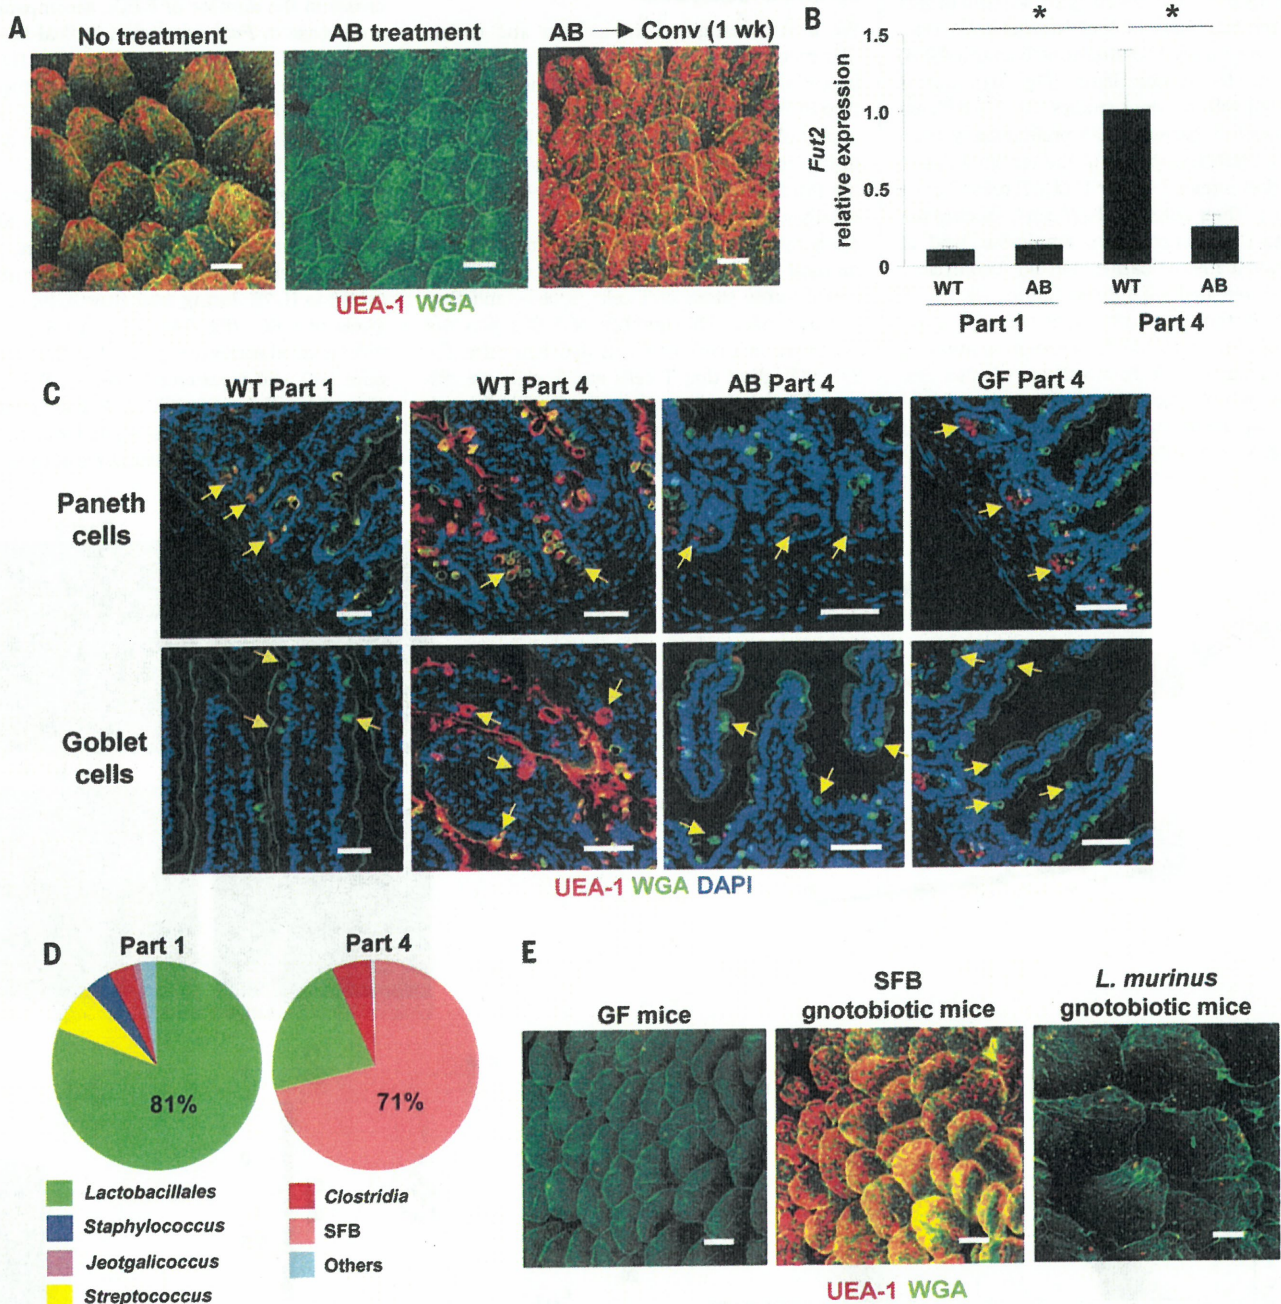 A
No treatment
AB treatment
AB → Conv (1 wk)
UEA-1 WGA
B
*
*
Fut2
relative expression
1.5
1.0
0.5
0
WT
AB
WT
AB
Part 1
Part 4
C
WT Part 1
WT Part 4
AB Part 4
GF Part 4
Paneth
cells
Goblet
cells
UEA-1 WGA DAPI
D
Part 1
Part 4
81%
71%
Lactobacillales
Staphylococcus
Jeotgalicoccus
Streptococcus
Clostridia
SFB
Others
E
GF mice
SFB
gnotobiotic mice
L. murinus
gnotobiotic mice
UEA-1 WGA